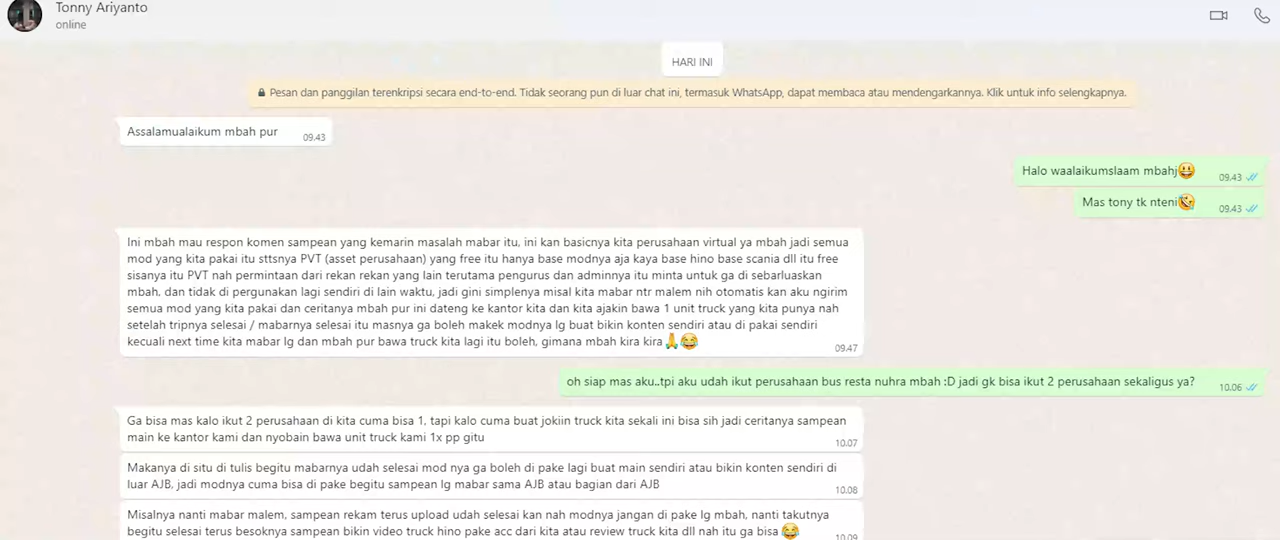 Tonny Ariyanto
online
HARI INI
Pesan dan panggilan terenkripsi secara end-to-end. Tidak seorang pun di luar chat ini, termasuk WhatsApp, dapat membaca atau mendengarkannya. Klik untuk info selengkapnya.
Assalamualaikum mbah pur
09.43
Halo waalaikumslaam mbahj😃
09.43
Mas tony tk nteni🤣
09.43
Ini mbah mau respon komen sampean yang kemarin masalah mabar itu, ini kan basicnya kita perusahaan virtual ya mbah jadi semua
mod yang kita pakai itu sttsnya PVT (asset perusahaan) yang free itu hanya base modnya aja kaya base hino base scania dll itu free
sisanya itu PVT nah permintaan dari rekan rekan yang lain terutama pengurus dan adminnya itu minta untuk ga di sebarluaskan
mbah, dan tidak di pergunakan lagi sendiri di lain waktu, jadi gini simplenya misal kita mabar ntr malem nih otomatis kan aku ngirim
semua mod yang kita pakai dan ceritanya mbah pur ini dateng ke kantor kita dan kita ajakin bawa 1 unit truck yang kita punya nah
setelah tripnya selesai / mabarnya selesai itu masnya ga boleh makek modnya lg buat bikin konten sendiri atau di pakai sendiri
kecuali next time kita mabar lg dan mbah pur bawa truck kita lagi itu boleh, gimana mbah kira kira🙏😂
09.47
oh siap mas aku..tpi aku udah ikut perusahaan bus resta nuhra mbah :D jadi gk bisa ikut 2 perusahaan sekaligus ya?
10.06
Ga bisa mas kalo ikut 2 perusahaan di kita cuma bisa 1, tapi kalo cuma buat jokiin truck kita sekali ini bisa sih jadi ceritanya sampean
main ke kantor kami dan nyobain bawa unit truck kami 1x pp gitu
10.07
Makanya di situ di tulis begitu mabarnya udah selesai mod nya ga boleh di pake lagi buat main sendiri atau bikin konten sendiri di
luar AJB, jadi modnya cuma bisa di pake begitu sampean lg mabar sama AJB atau bagian dari AJB
10.08
Misalnya nanti mabar malem, sampean rekam terus upload udah selesai kan nah modnya jangan di pake lg mbah, nanti takutnya
begitu selesai terus besoknya sampean bikin video truck hino pake acc dari kita atau review truck kita dll nah itu ga bisa😂
10.09